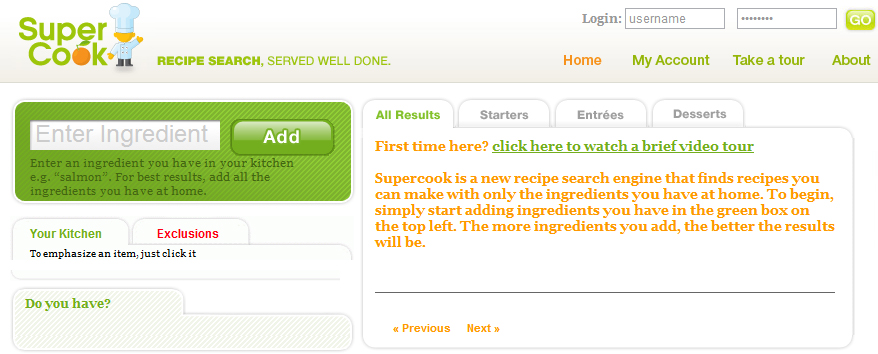 Super
Cook
RECIPE SEARCH, SERVED WELL DONE.
Login: username •••••••• GO
Home My Account Take a tour About
Enter Ingredient Add
Enter an ingredient you have in your kitchen
e.g. “salmon”. For best results, add all the
ingredients you have at home.
Your Kitchen Exclusions
To emphasize an item, just click it
Do you have?
All Results Starters Entrées Desserts
First time here? click here to watch a brief video tour
Supercook is a new recipe search engine that finds recipes you
can make with only the ingredients you have at home. To begin,
simply start adding ingredients you have in the green box on
the top left. The more ingredients you add, the better the results
will be.
« Previous Next »